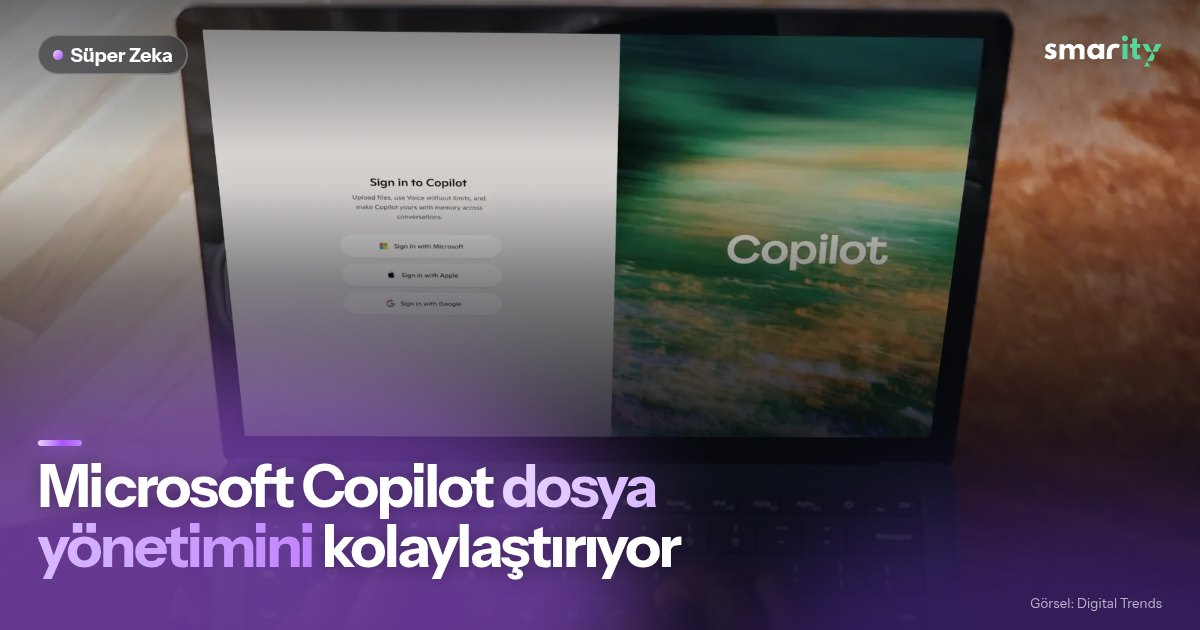 Süper Zeka
smarity
Sign in to Copilot
Upload files, use Voice without limits, and
make Copilot yours with memory across
conversations.
Sign in with Microsoft
Sign in with Apple
Sign in with Google
Copilot
Microsoft Copilot dosya
yönetimini kolaylaştırıyor
Görsel: Digital Trends